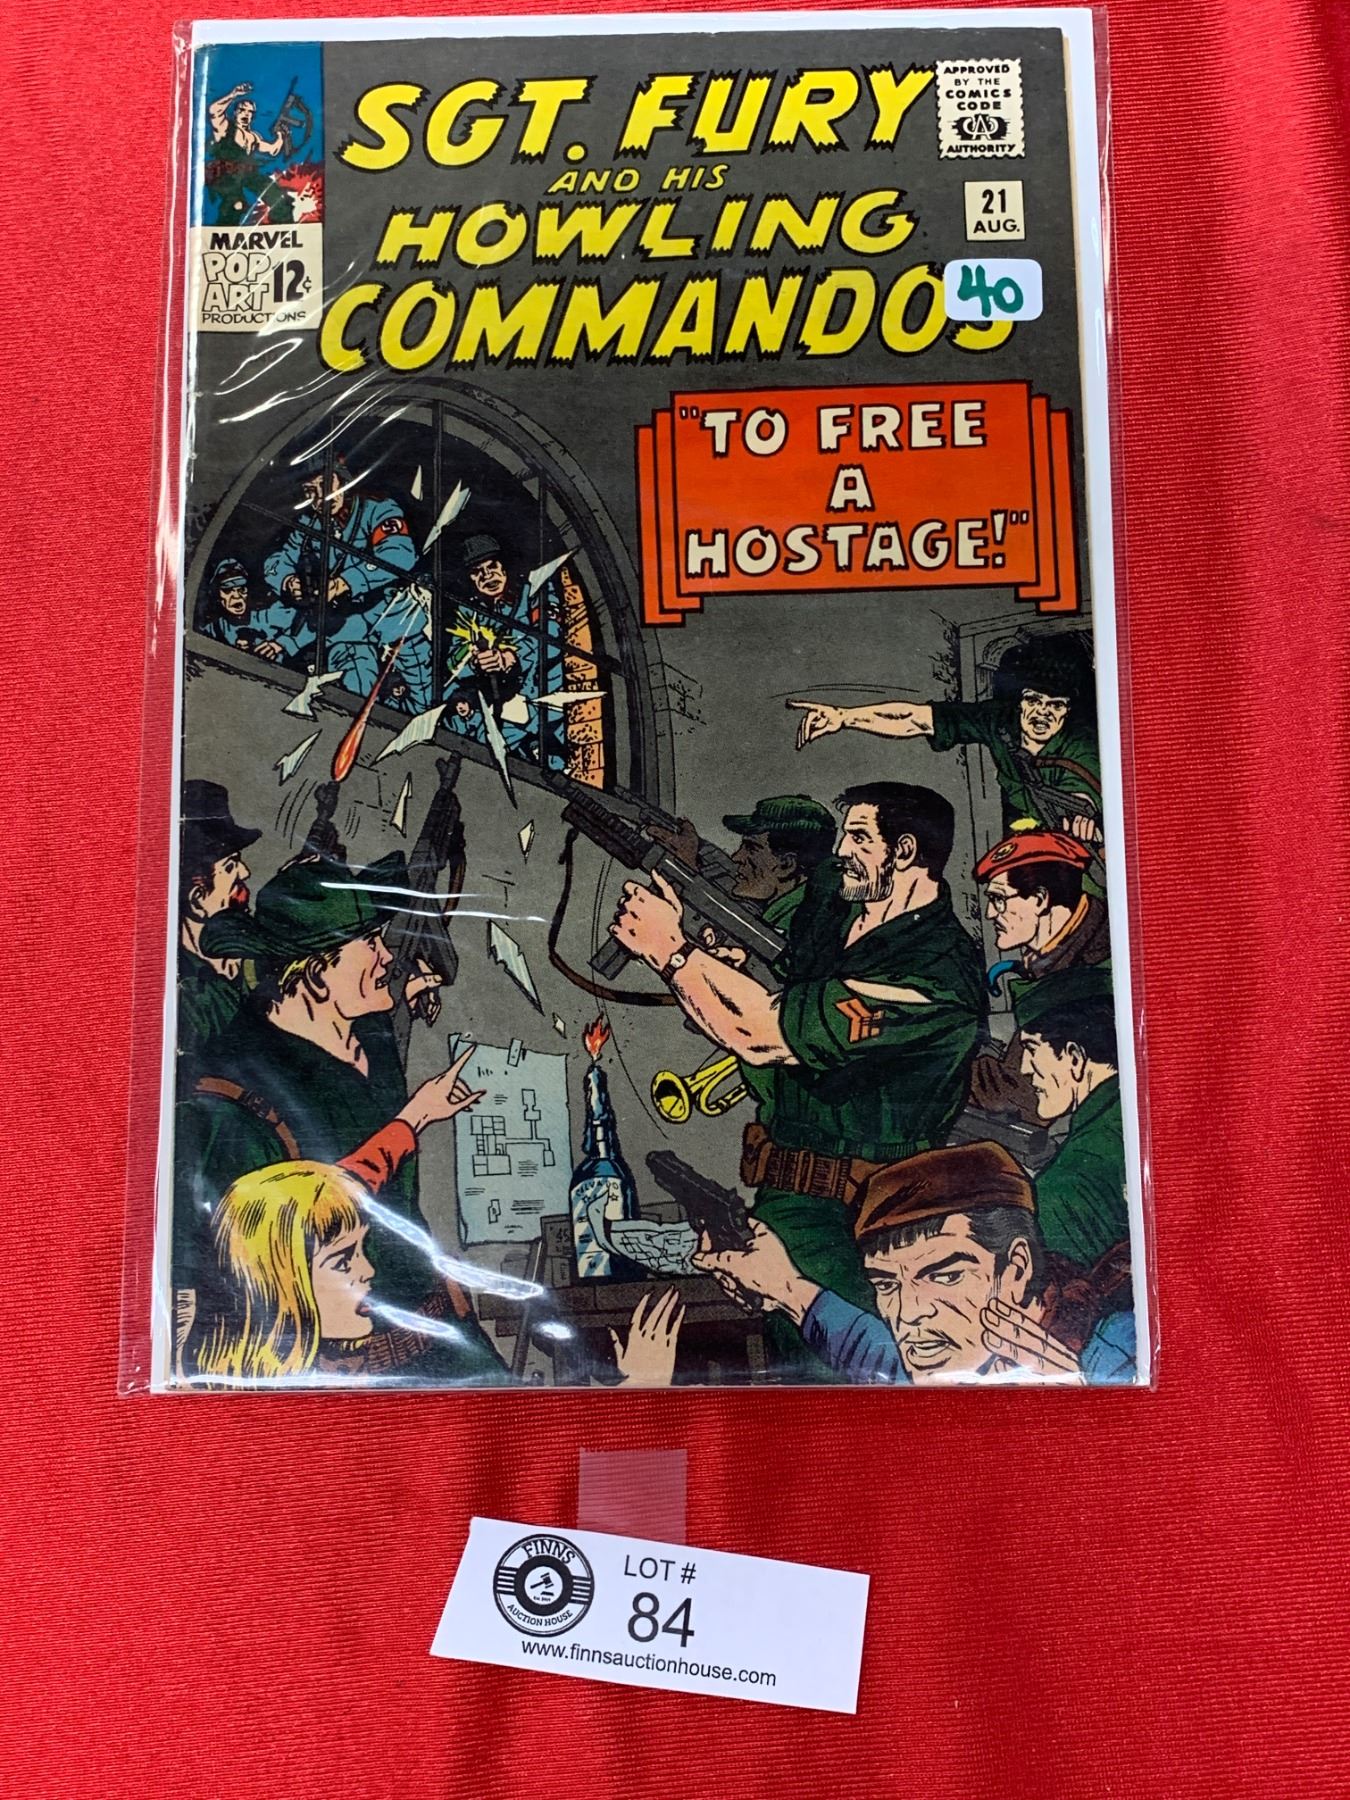 SGT. FURY
AND HIS
HOWLING
COMMANDOS
APPROVED
BY THE
COMICS
CODE
CA
AUTHORITY
21
AUG.
40
MARVEL
POP
ART
12¢
PRODUCTIONS
"TO FREE
A
HOSTAGE!"
45
FINNS
AUCTION HOUSE
LOT #
84
www.finnsauctionhouse.com